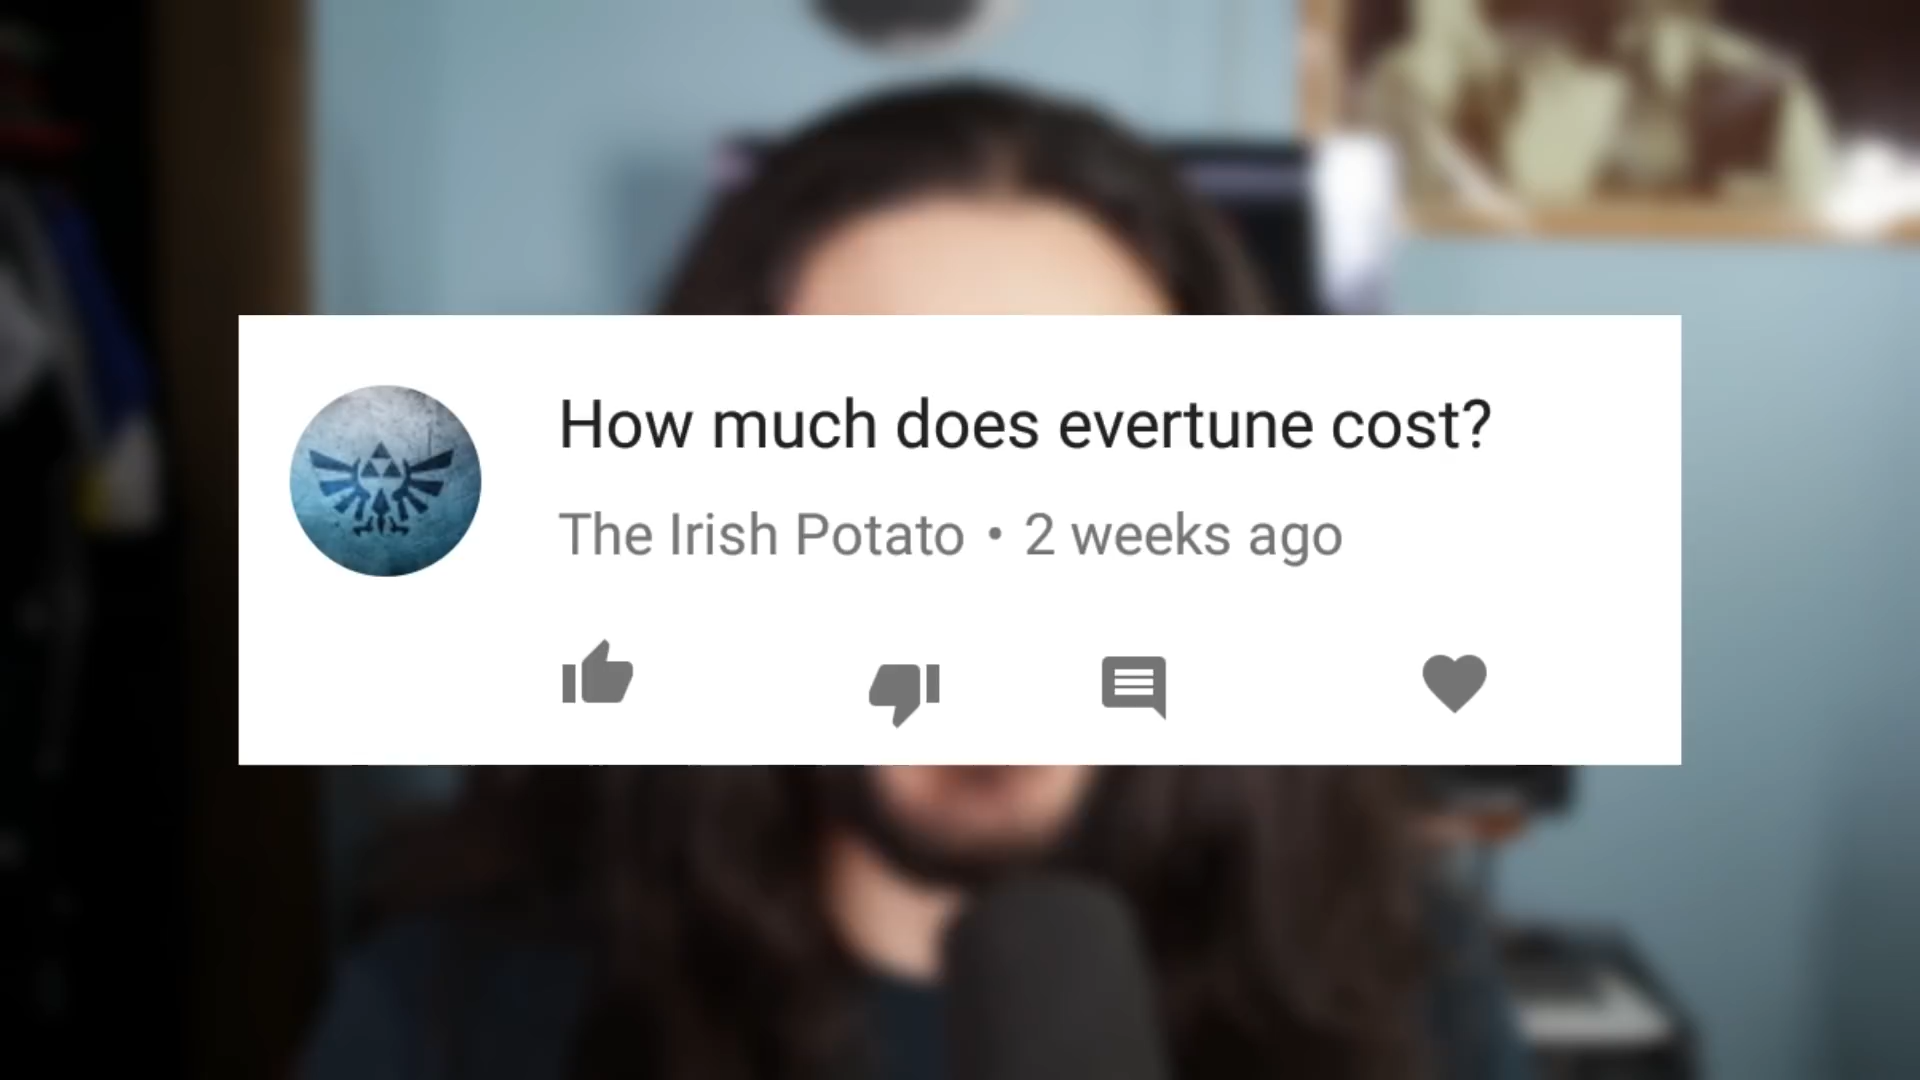 How much does evertune cost?
The Irish Potato • 2 weeks ago